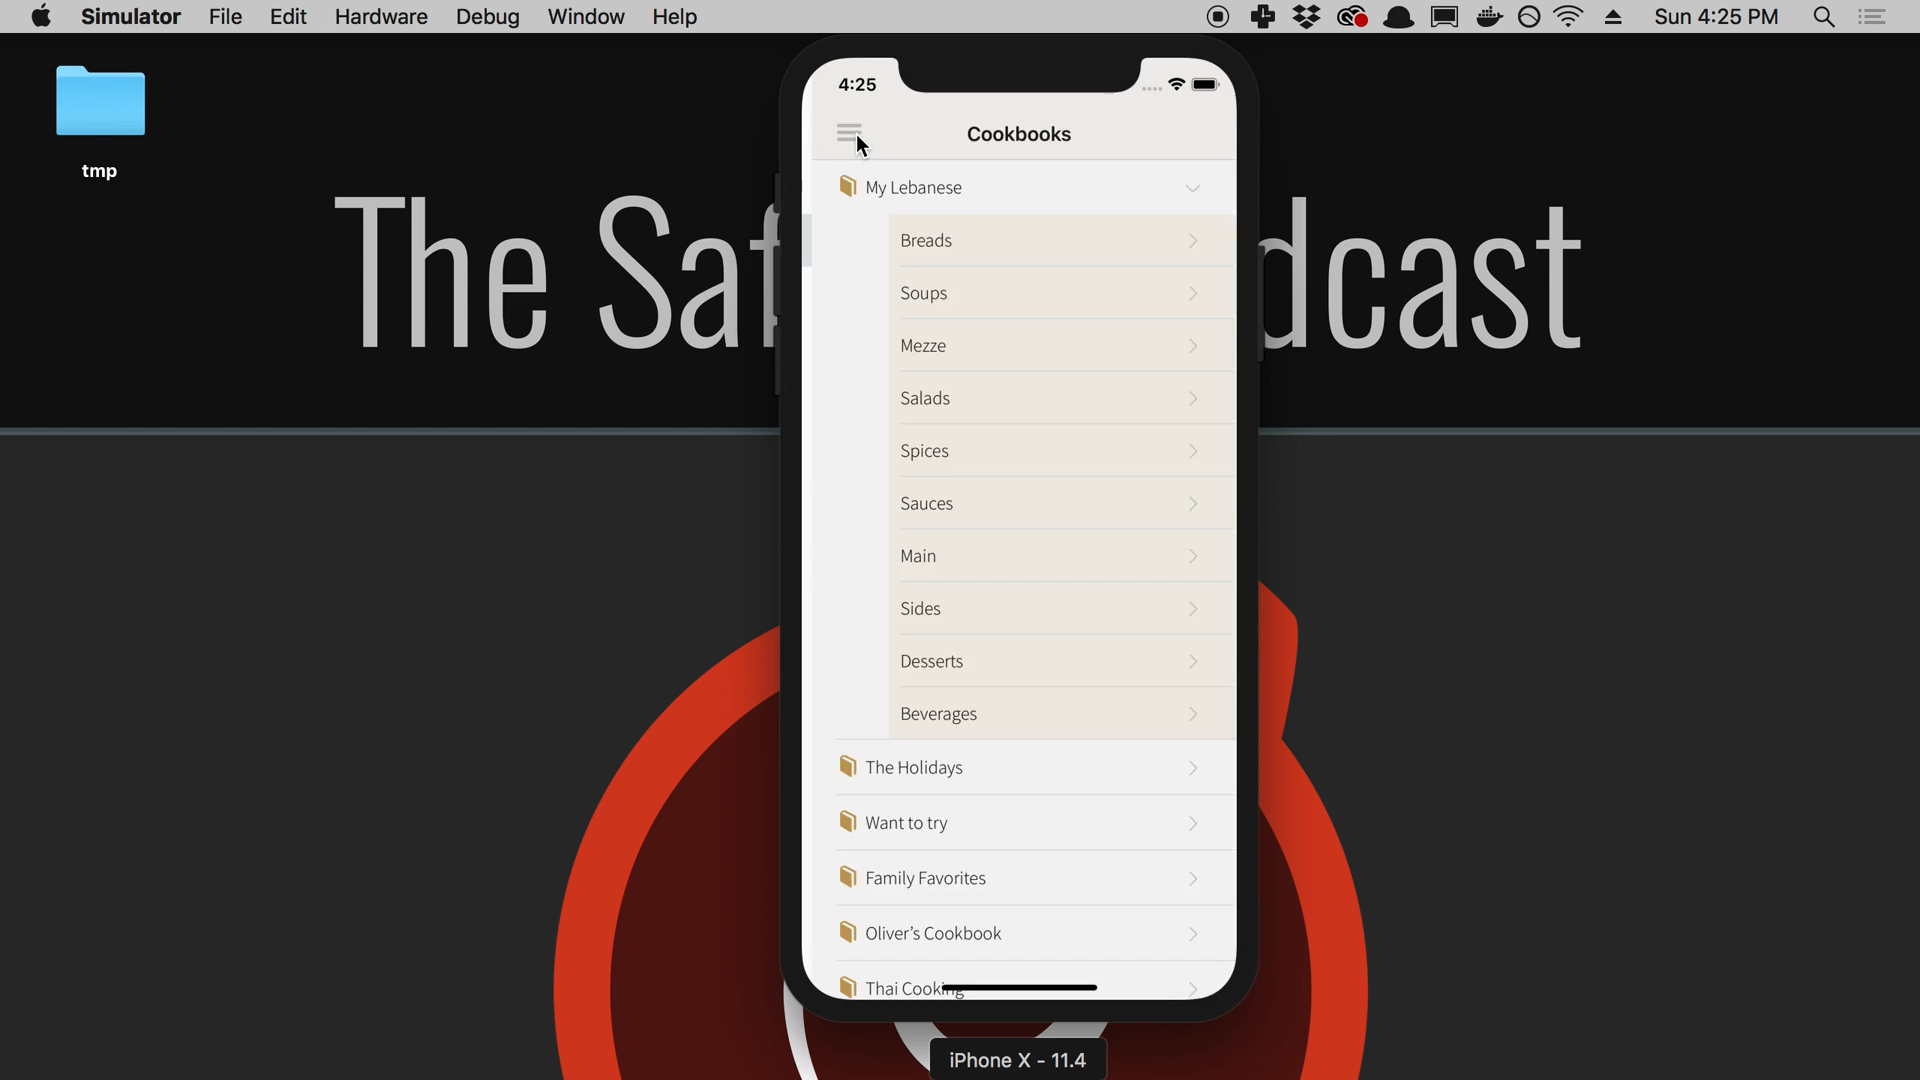 Simulator File Edit Hardware Debug Window Help Sun 4:25 PM
tmp
The Saf dcast
4:25
Cookbooks
My Lebanese
Breads
Soups
Mezze
Salads
Spices
Sauces
Main
Sides
Desserts
Beverages
The Holidays
Want to try
Family Favorites
Oliver's Cookbook
Thai Cooking
iPhone X - 11.4